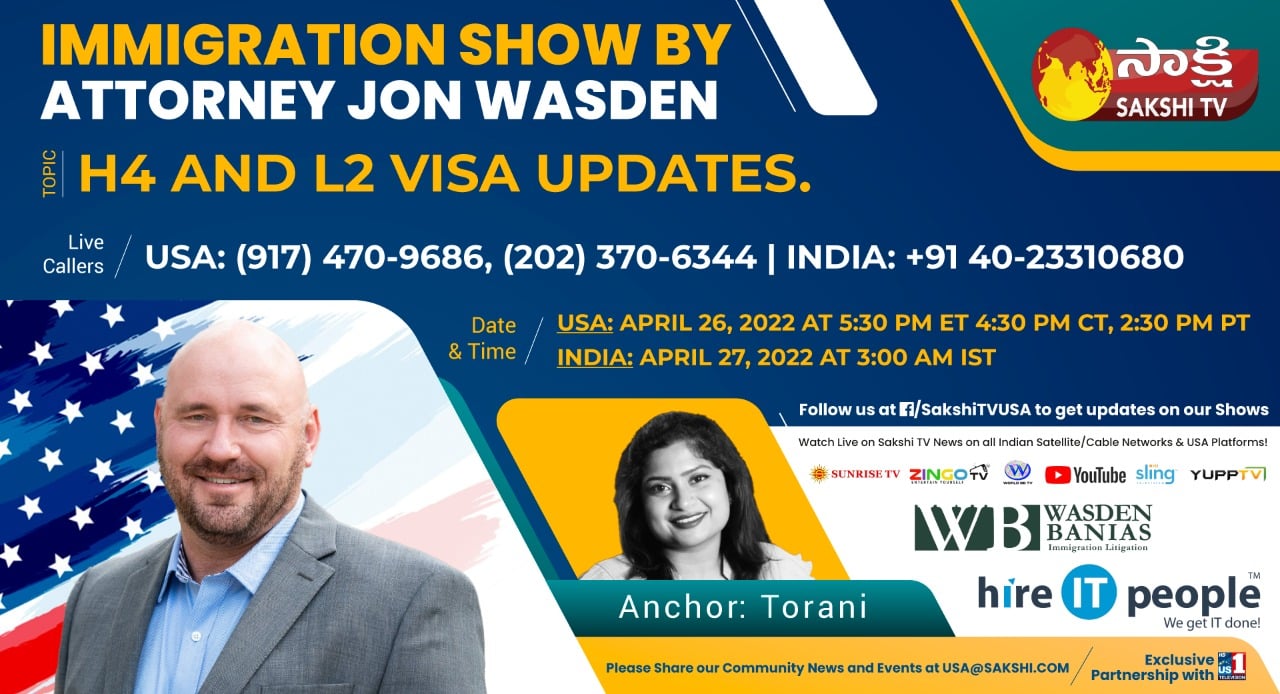 IMMIGRATION SHOW BY
ATTORNEY JON WASDEN
సాక్షి
SAKSHI TV
TOPIC
H4 AND L2 VISA UPDATES.
Live
Callers
USA: (917) 470-9686, (202) 370-6344 | INDIA: +91 40-23310680
Date
& Time
USA: APRIL 26, 2022 AT 5:30 PM ET 4:30 PM CT, 2:30 PM PT
INDIA: APRIL 27, 2022 AT 3:00 AM IST
Follow us at f/SakshiTVUSA to get updates on our Shows
Watch Live on Sakshi TV News on all Indian Satellite/Cable Networks & USA Platforms!
SUNRISE TV ZINGO TV YouTube sling YUPPTV
ENTERTAIN YOURSELF
WB WASDEN
BANIAS
Immigration Litigation
hire IT people TM
We get IT done!
Anchor: Torani
Please Share our Community News and Events at USA@SAKSHI.COM
Exclusive
Partnership with
US 1
TELEVISION